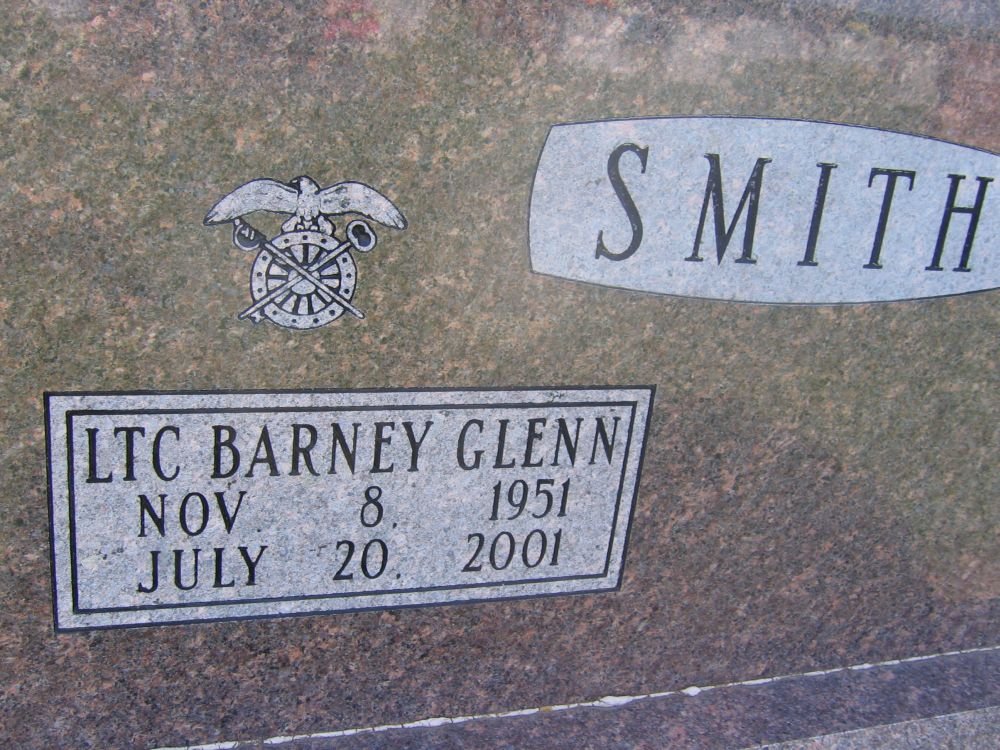 SMITH
LTC BARNEY GLENN
NOV. 8. 1951
JULY 20. 2001